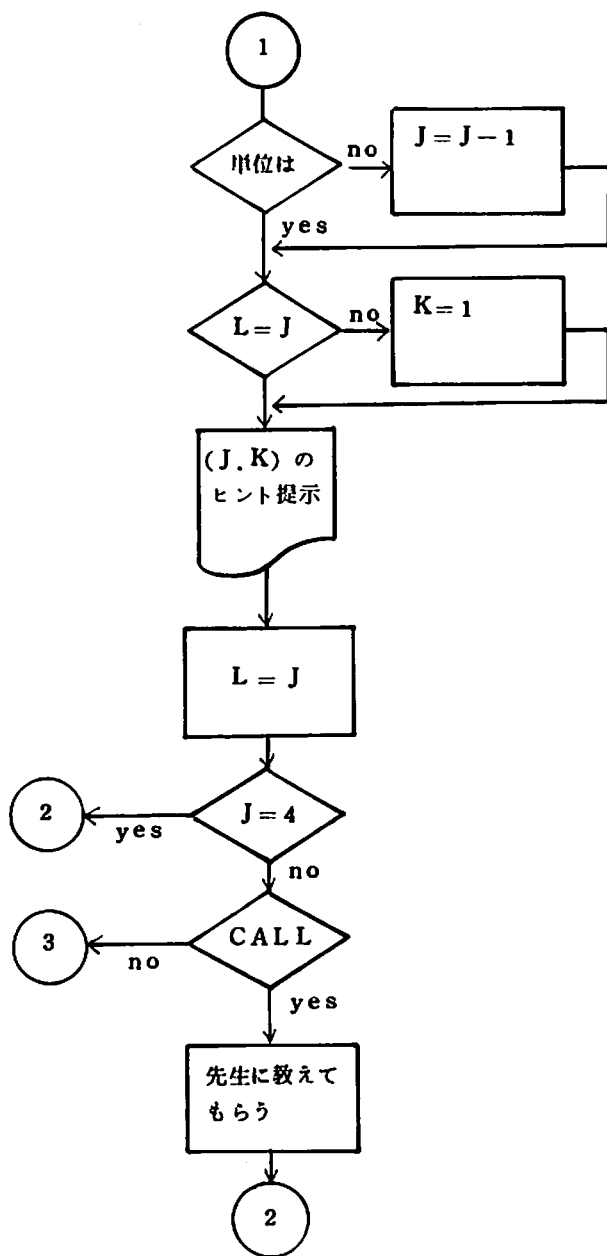 1
単位は
no
J=J-1
yes
L=J
no
K=1
(J.K)の
ヒント提示
L=J
J=4
yes
2
no
CALL
no
3
yes
先生に教えて
もらう
2